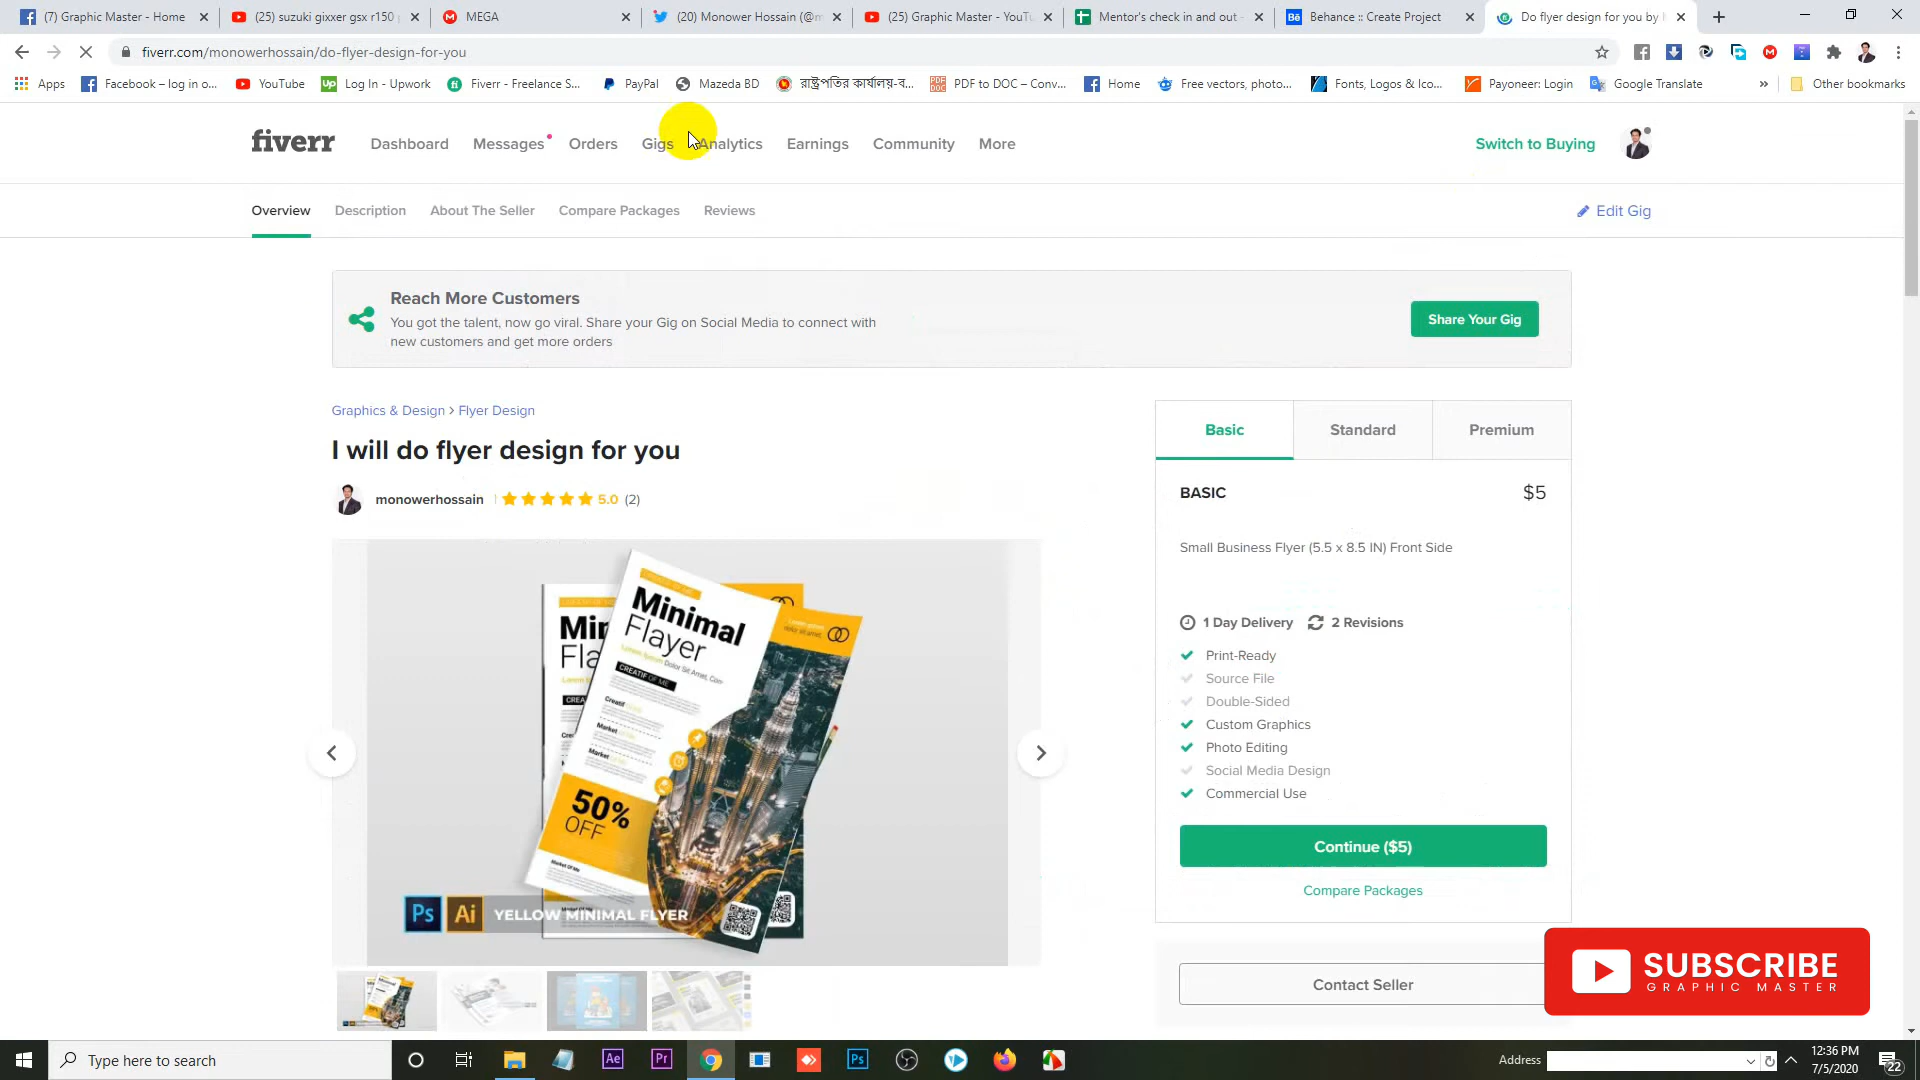 (7) Graphic Master - Home
(25) suzuki gixxer gsx r150
MEGA
(20) Monower Hossain (@m
(25) Graphic Master - YouTu
Mentor's check in and out -
Behance :: Create Project
Do flyer design for you by
fiverr.com/monowerhossain/do-flyer-design-for-you
Apps
Facebook – log in o...
YouTube
Log In - Upwork
Fiverr - Freelance S...
PayPal
Mazeda BD
রাষ্ট্রপতির কার্যালয়-ব...
PDF to DOC – Conv...
Home
Free vectors, photo...
Fonts, Logos & Ico...
Payoneer: Login
Google Translate
»
Other bookmarks
fiverr
Dashboard
Messages
Orders
Gigs
Analytics
Earnings
Community
More
Switch to Buying
Overview
Description
About The Seller
Compare Packages
Reviews
Edit Gig
Reach More Customers
You got the talent, now go viral. Share your Gig on Social Media to connect with
new customers and get more orders
Share Your Gig
Graphics & Design > Flyer Design
I will do flyer design for you
monowerhossain
5.0 (2)
Minimal
Flayer
CREATIF OF ME
50%
OFF
Ps Ai YELLOW MINIMAL FLYER
Basic
Standard
Premium
BASIC
$5
Small Business Flyer (5.5 x 8.5 IN) Front Side
1 Day Delivery
2 Revisions
Print-Ready
Source File
Double-Sided
Custom Graphics
Photo Editing
Social Media Design
Commercial Use
Continue ($5)
Compare Packages
Contact Seller
SUBSCRIBE
GRAPHIC MASTER
Type here to search
Ae
Pr
Ps
Address
12:36 PM
7/5/2020
22